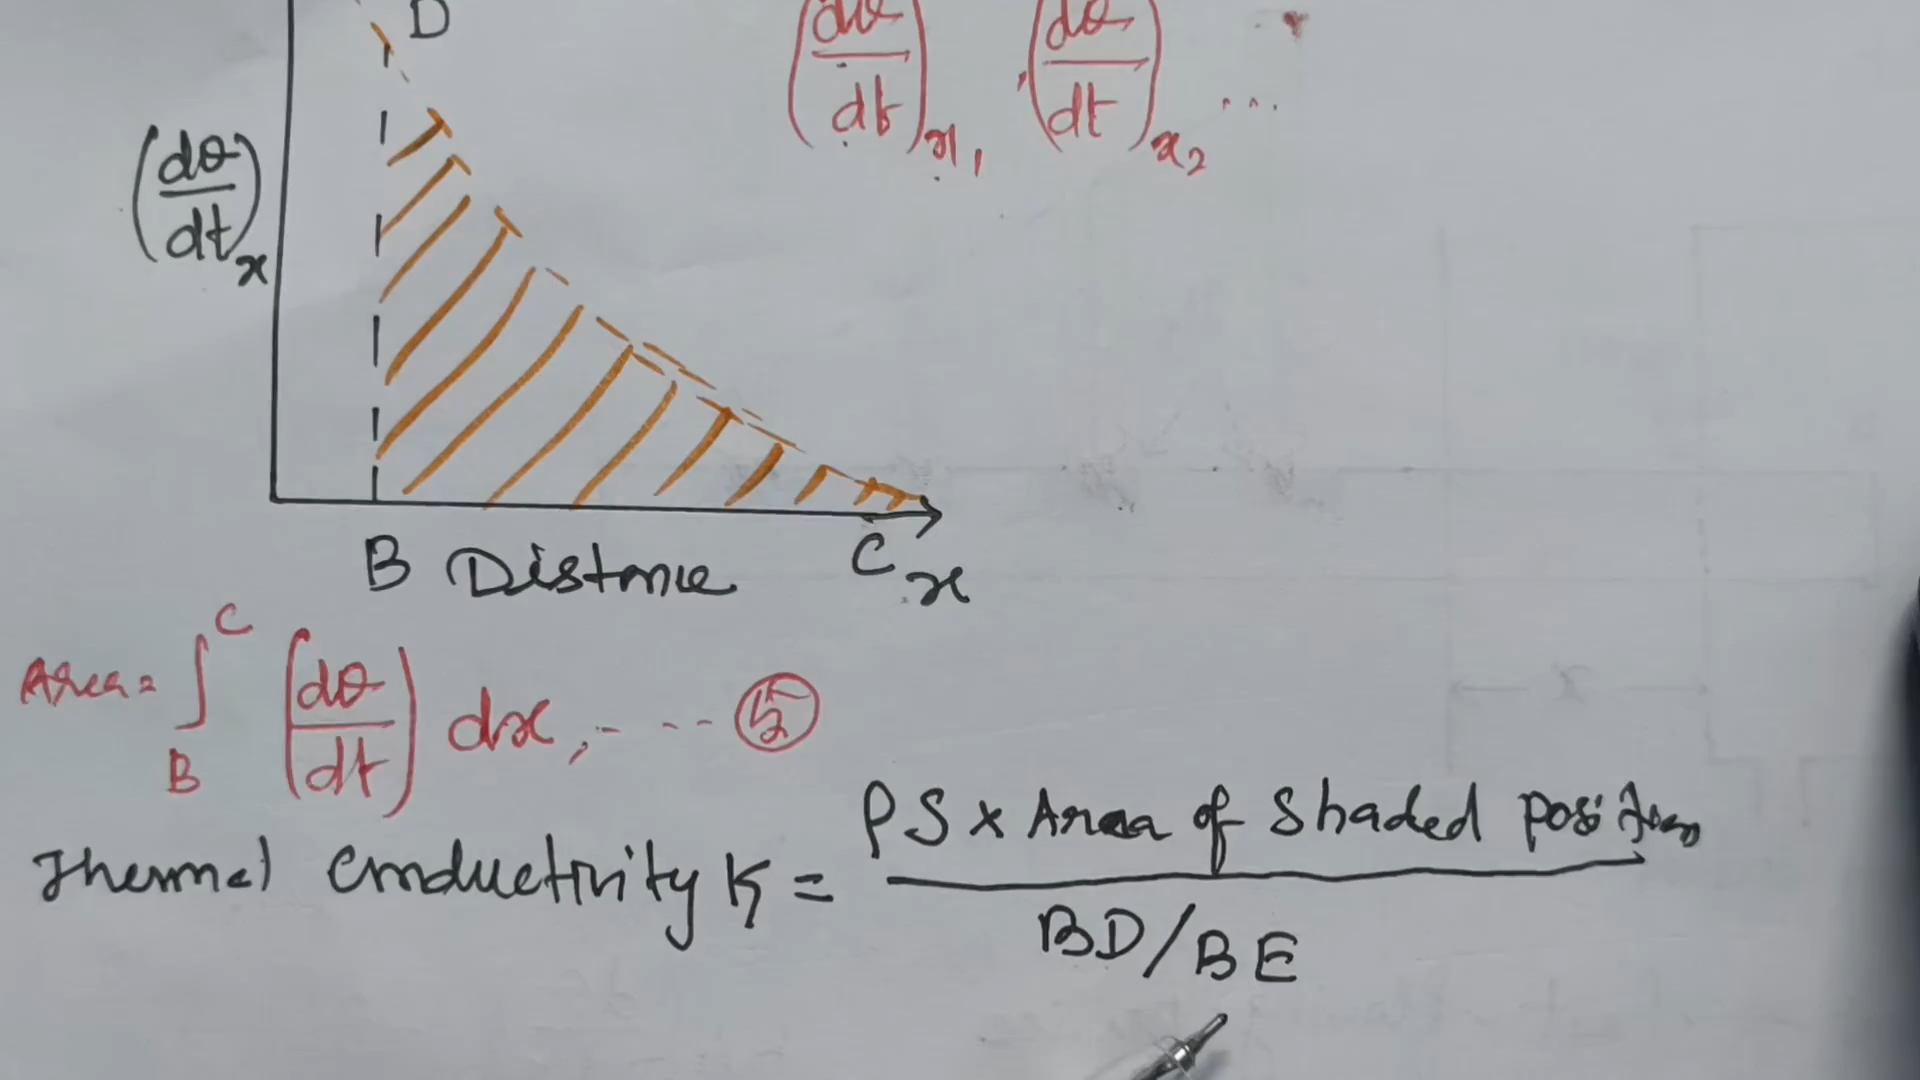 D
(dθ/dt)x1, (dθ/dt)x2 ...
(dθ/dt)x
B Distance C x
Area = ∫_B^C (dθ/dt) dx, - - - - ⑤
Thermal conductivity K = ρS × Area of Shaded position / BD/BE